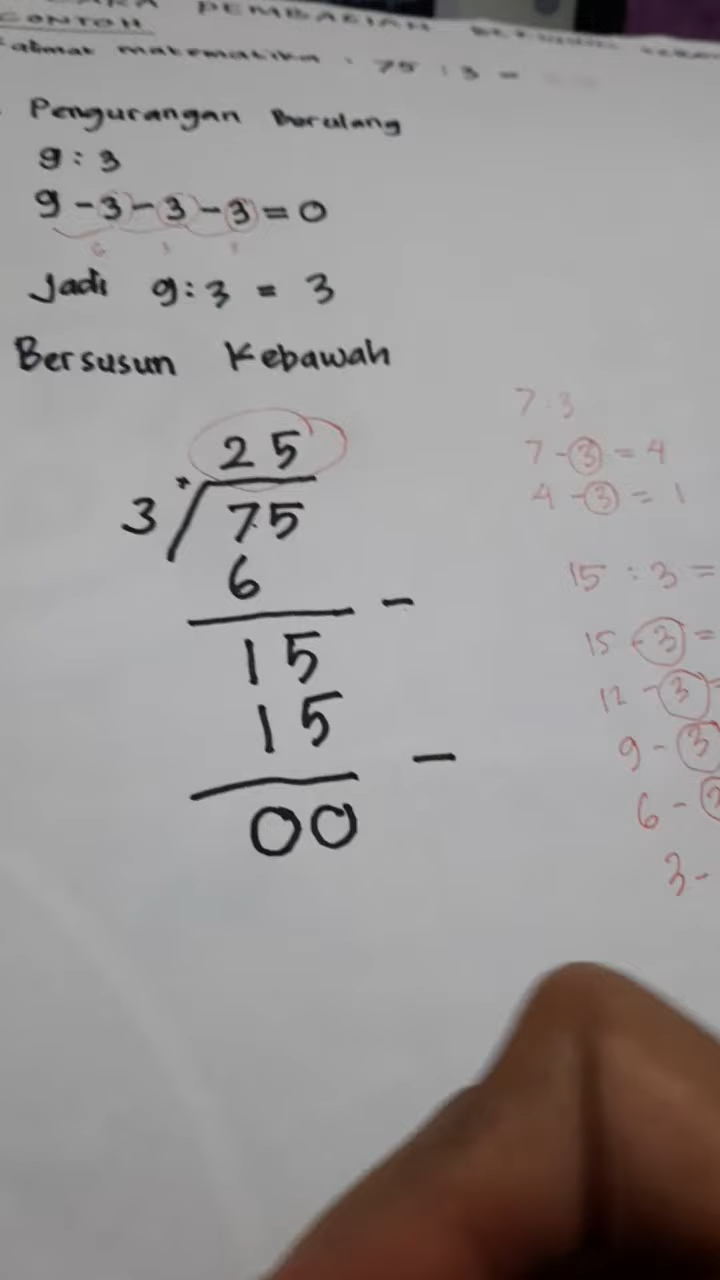 PEMBAGIAN
CONTOH
matematika : 75 : 3 =
Pengurangan Berulang
9 : 3
9 - 3 - 3 - 3 = 0
Jadi 9 : 3 = 3
Bersusun Kebawah
25
3 75
6 -
15
15 -
00
7 : 3
7 - 3 = 4
4 - 3 = 1
15 : 3 =
15 - 3 =
12 - 3 =
9 - 3
6 - 3
3 -